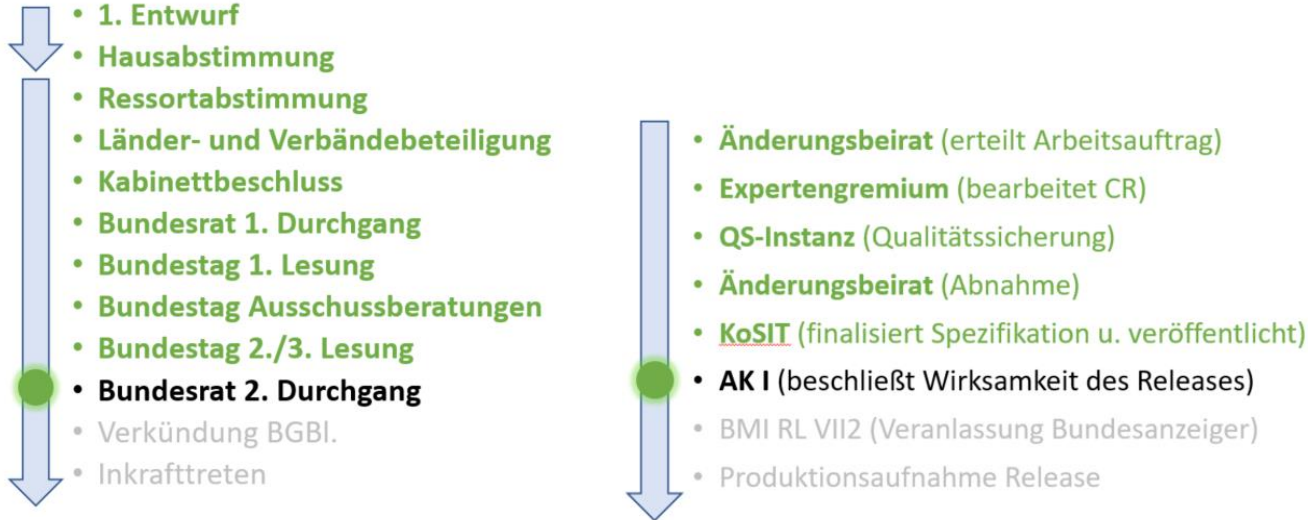 • 1. Entwurf
• Hausabstimmung
• Ressortabstimmung
• Länder- und Verbändebeteiligung
• Kabinettbeschluss
• Bundesrat 1. Durchgang
• Bundestag 1. Lesung
• Bundestag Ausschussberatungen
• Bundestag 2./3. Lesung
• Bundesrat 2. Durchgang
• Verkündung BGBl.
• Inkrafttreten
• Änderungsbeirat (erteilt Arbeitsauftrag)
• Expertengremium (bearbeitet CR)
• QS-Instanz (Qualitätssicherung)
• Änderungsbeirat (Abnahme)
• KoSIT (finalisiert Spezifikation u. veröffentlicht)
• AK I (beschließt Wirksamkeit des Releases)
• BMI RL VII2 (Veranlassung Bundesanzeiger)
• Produktionsaufnahme Release